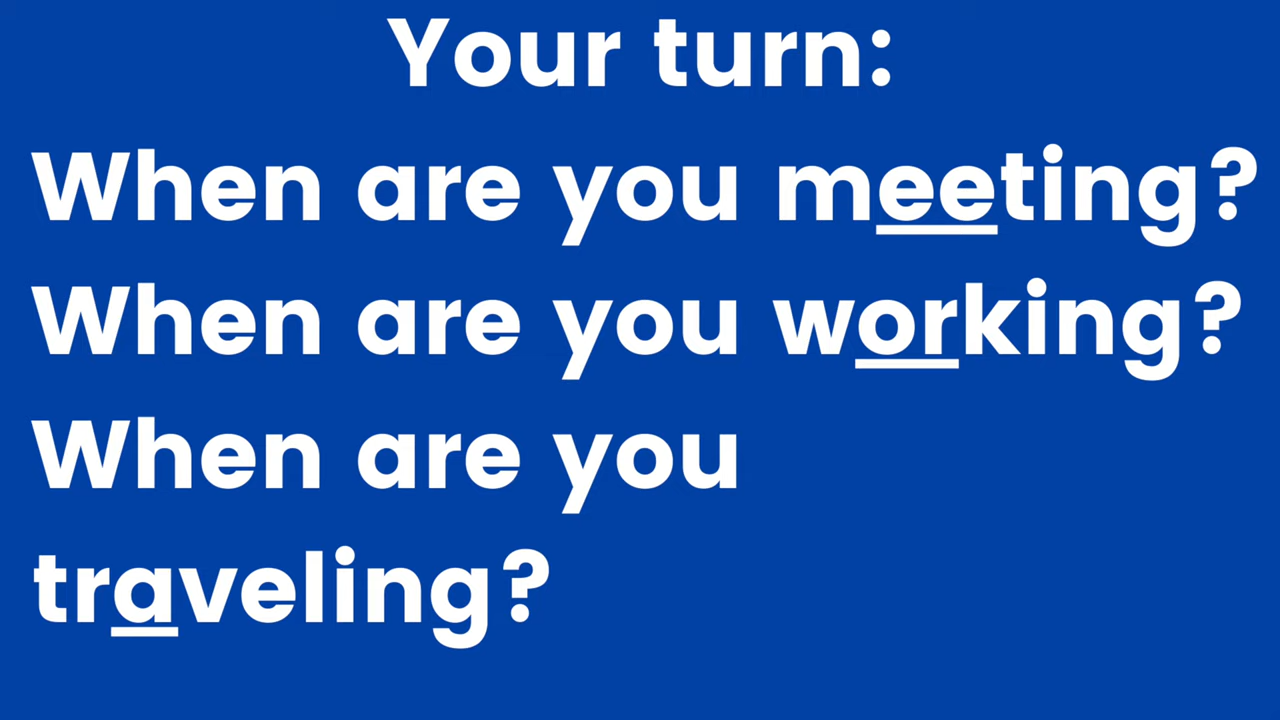 Your turn:
When are you meeting?
When are you working?
When are you
traveling?